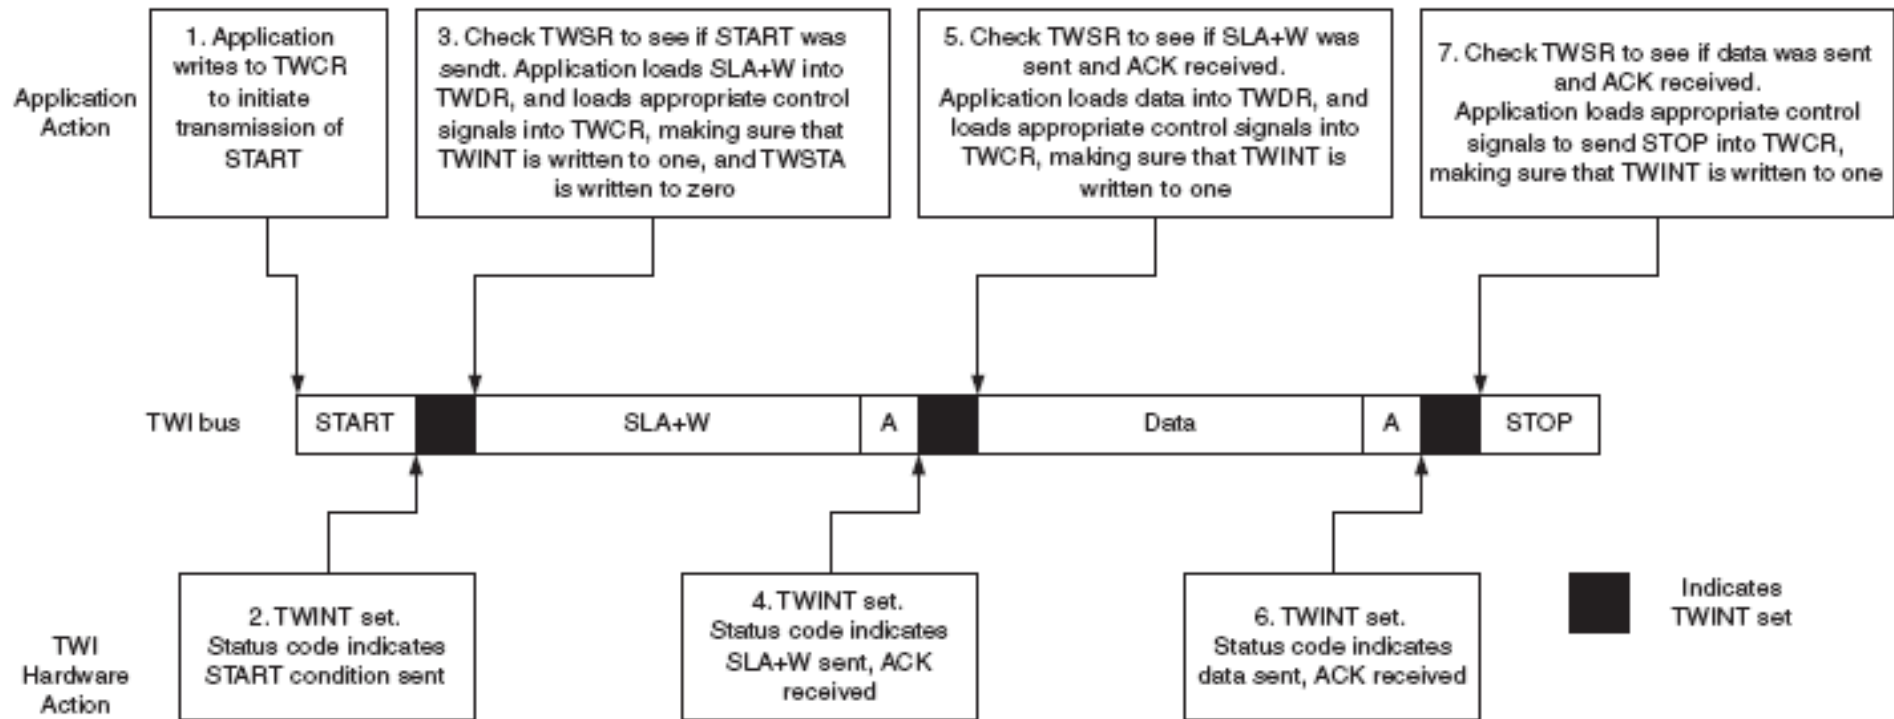 Application
Action
1. Application
writes to TWCR
to initiate
transmission of
START
3. Check TWSR to see if START was
sendt. Application loads SLA+W into
TWDR, and loads appropriate control
signals into TWCR, making sure that
TWINT is written to one, and TWSTA
is written to zero
5. Check TWSR to see if SLA+W was
sent and ACK received.
Application loads data into TWDR, and
loads appropriate control signals into
TWCR, making sure that TWINT is
written to one
7. Check TWSR to see if data was sent
and ACK received.
Application loads appropriate control
signals to send STOP into TWCR,
making sure that TWINT is written to one
TWI bus
START
SLA+W
A
Data
A
STOP
TWI
Hardware
Action
2. TWINT set.
Status code indicates
START condition sent
4. TWINT set.
Status code indicates
SLA+W sent, ACK
received
6. TWINT set.
Status code indicates
data sent, ACK received
Indicates
TWINT set